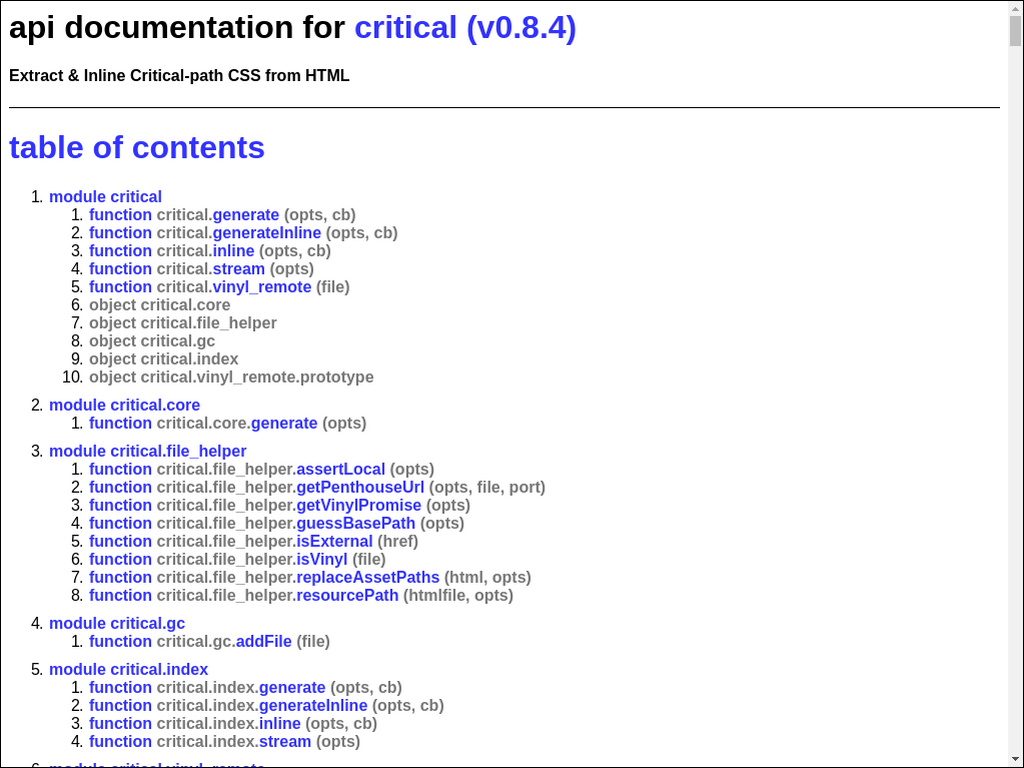 api documentation for critical (v0.8.4)
Extract & Inline Critical-path CSS from HTML
table of contents
1. module critical
1. function critical.generate (opts, cb)
2. function critical.generateInline (opts, cb)
3. function critical.inline (opts, cb)
4. function critical.stream (opts)
5. function critical.vinyl_remote (file)
6. object critical.core
7. object critical.file_helper
8. object critical.gc
9. object critical.index
10. object critical.vinyl_remote.prototype
2. module critical.core
1. function critical.core.generate (opts)
3. module critical.file_helper
1. function critical.file_helper.assertLocal (opts)
2. function critical.file_helper.getPenthouseUrl (opts, file, port)
3. function critical.file_helper.getVinylPromise (opts)
4. function critical.file_helper.guessBasePath (opts)
5. function critical.file_helper.isExternal (href)
6. function critical.file_helper.isVinyl (file)
7. function critical.file_helper.replaceAssetPaths (html, opts)
8. function critical.file_helper.resourcePath (htmlfile, opts)
4. module critical.gc
1. function critical.gc.addFile (file)
5. module critical.index
1. function critical.index.generate (opts, cb)
2. function critical.index.generateInline (opts, cb)
3. function critical.index.inline (opts, cb)
4. function critical.index.stream (opts)
6. module critical.vinyl_remote